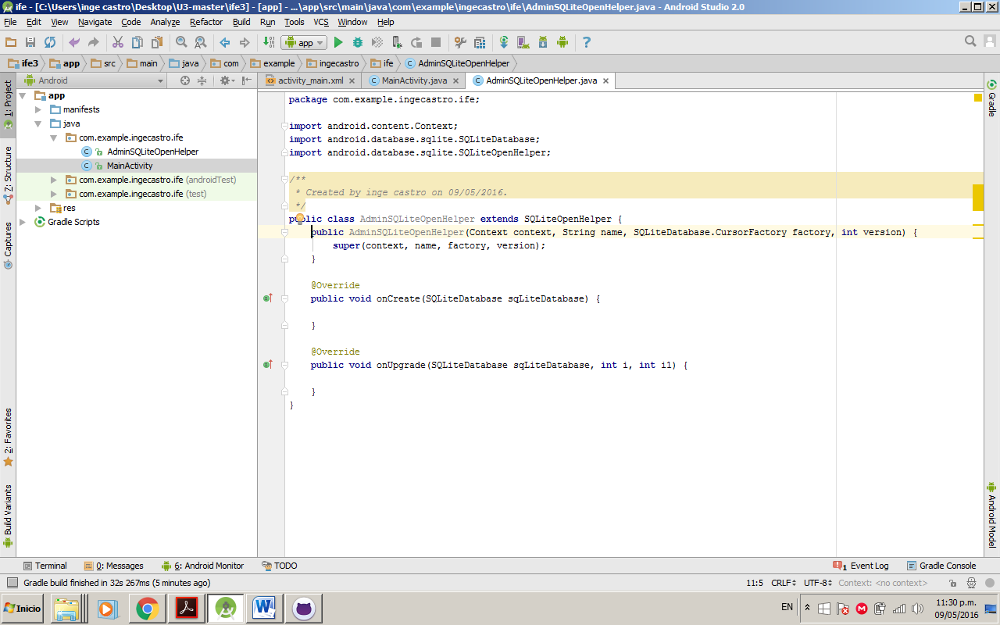 ife - [C:\Users\inge castro\Desktop\U3-master\ife3] - [app] - ...\app\src\main\java\com\example\ingecastro\ife\AdminSQLiteOpenHelper.java - Android Studio 2.0
File Edit View Navigate Code Analyze Refactor Build Run Tools VCS Window Help
app
ife3 app src main java com example ingecastro ife AdminSQLiteOpenHelper
Android
activity_main.xml MainActivity.java AdminSQLiteOpenHelper.java
1: Project
7: Structure
Captures
2: Favorites
Build Variants
app
manifests
java
com.example.ingecastro.ife
AdminSQLiteOpenHelper
MainActivity
com.example.ingecastro.ife (androidTest)
com.example.ingecastro.ife (test)
res
Gradle Scripts
package com.example.ingecastro.ife;
import android.content.Context;
import android.database.sqlite.SQLiteDatabase;
import android.database.sqlite.SQLiteOpenHelper;
/**
* Created by inge castro on 09/05/2016.
*/
public class AdminSQLiteOpenHelper extends SQLiteOpenHelper {
public AdminSQLiteOpenHelper(Context context, String name, SQLiteDatabase.CursorFactory factory, int version) {
super(context, name, factory, version);
}
@Override
public void onCreate(SQLiteDatabase sqLiteDatabase) {
}
@Override
public void onUpgrade(SQLiteDatabase sqLiteDatabase, int i, int i1) {
}
}
Gradle
Android Model
Terminal 0: Messages 6: Android Monitor TODO 1 Event Log Gradle Console
Gradle build finished in 32s 267ms (5 minutes ago) 11:5 CRLF UTF-8 Context: <no context>
Inicio EN 11:30 p.m.
09/05/2016